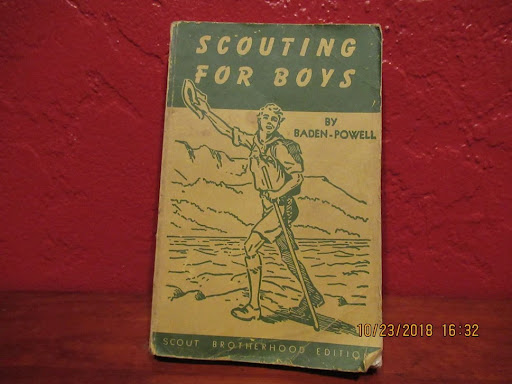 SCOUTING
FOR BOYS
BY
BADEN-POWELL
SCOUT BROTHERHOOD EDITION
10/23/2018 16:32